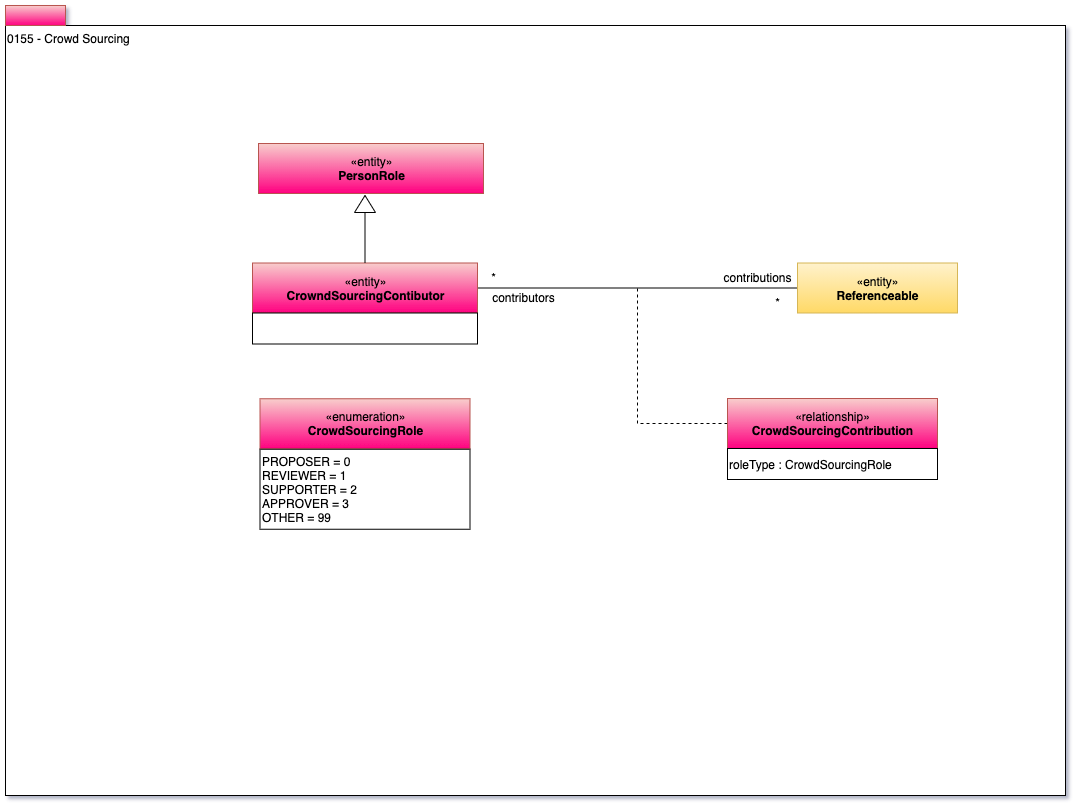 0155 - Crowd Sourcing
«entity»
PersonRole
«entity»
CrowndSourcingContibutor
*
contributors
contributions
*
«entity»
Referenceable
«enumeration»
CrowdSourcingRole
PROPOSER = 0
REVIEWER = 1
SUPPORTER = 2
APPROVER = 3
OTHER = 99
«relationship»
CrowdSourcingContribution
roleType : CrowdSourcingRole